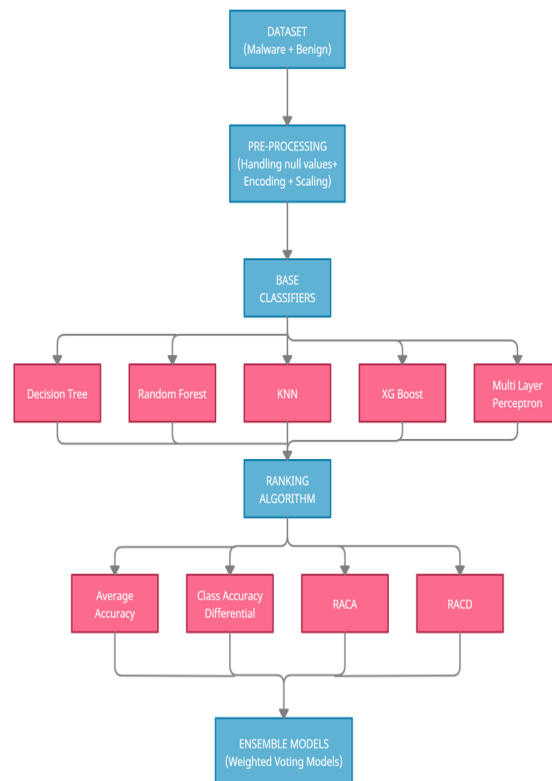 DATASET
(Malware + Benign)
PRE-PROCESSING
(Handling null values+
Encoding + Scaling)
BASE
CLASSIFIERS
Decision Tree
Random Forest
KNN
XG Boost
Multi Layer
Perceptron
RANKING
ALGORITHM
Average
Accuracy
Class Accuracy
Differential
RACA
RACD
ENSEMBLE MODELS
(Weighted Voting Models)